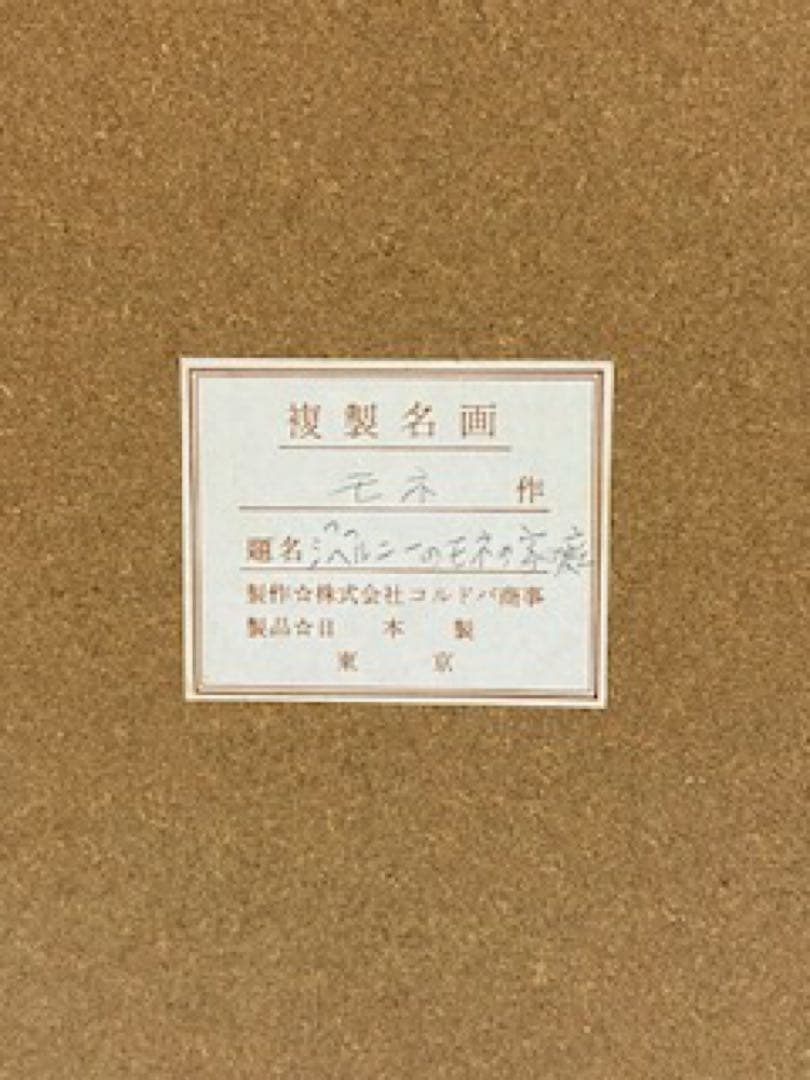 複製名画
モネ 作
題名 ジベルニーのモネの家庭
製作☆株式会社コルドバ商事
製品☆日本製
東京